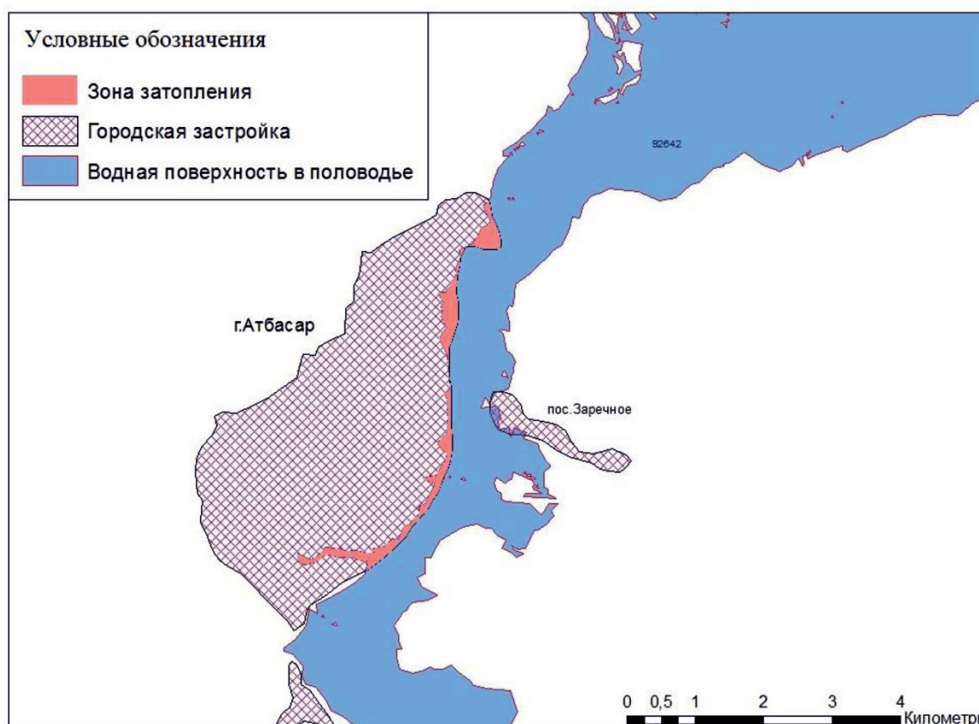 Условные обозначения
Зона затопления
Городская застройка
Водная поверхность в половодье
92642
г.Атбасар
пос.Заречное
0 0,5 1 2 3 4
Километры